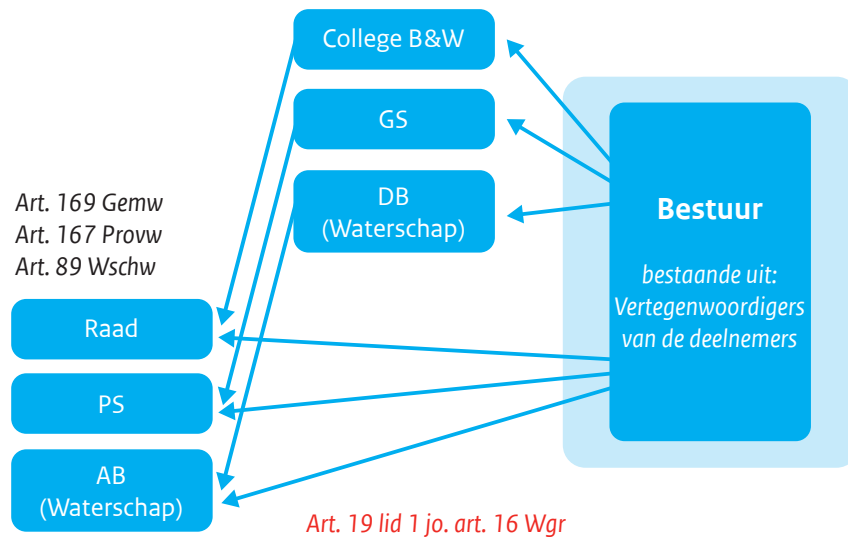 College B&W
GS
DB
(Waterschap)
Art. 169 Gemw
Art. 167 Provw
Art. 89 Wschw
Raad
PS
AB
(Waterschap)
Bestuur
bestaande uit:
Vertegenwoordigers
van de deelnemers
Art. 19 lid 1 jo. art. 16 Wgr